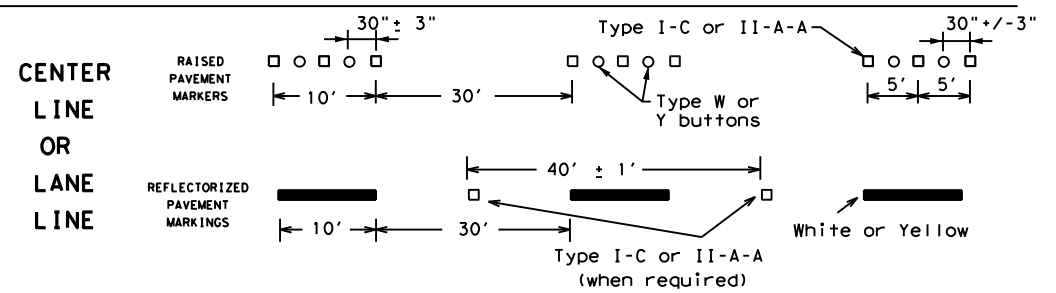 30"± 3"
Type I-C or II-A-A
30"+/-3"
CENTER
LINE
OR
LANE
LINE
RAISED
PAVEMENT
MARKERS
10'
30'
Type W or
Y buttons
5'
5'
REFLECTORIZED
PAVEMENT
MARKINGS
40' ± 1'
10'
30'
Type I-C or II-A-A
(when required)
White or Yellow